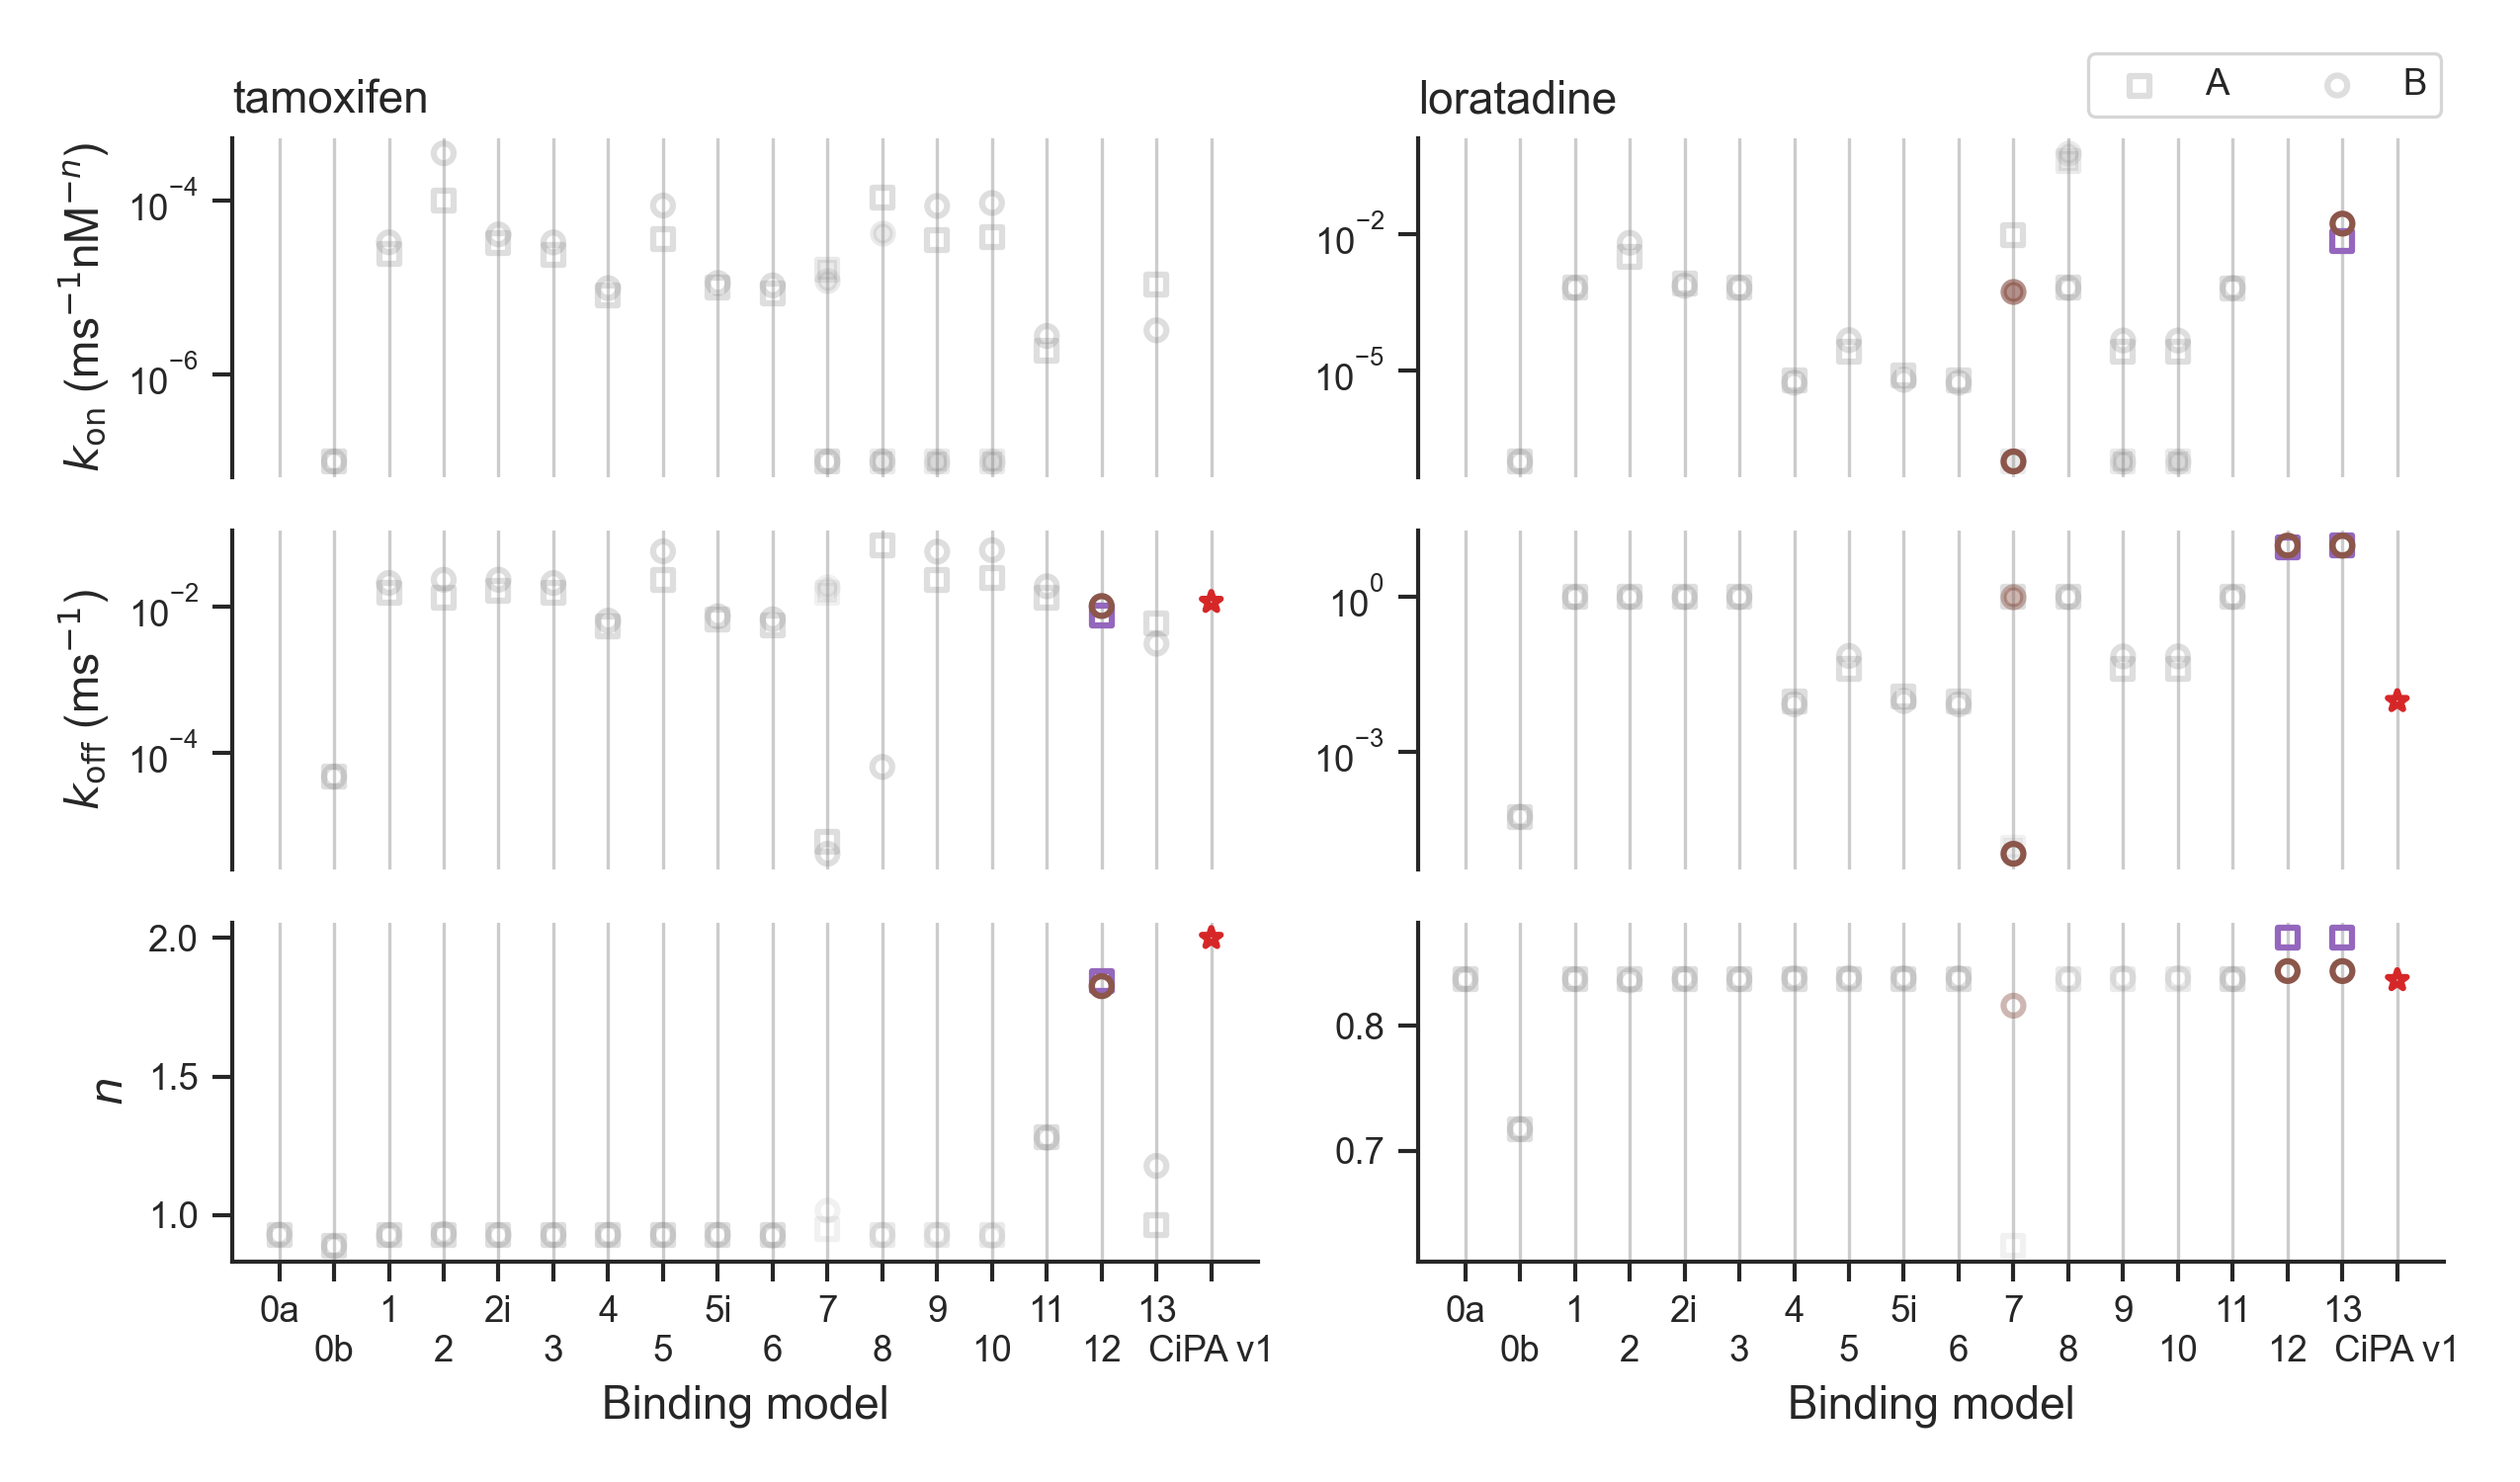 tamoxifen
loratadine
A B
k_on (ms⁻¹nM⁻ⁿ)
10⁻⁴
10⁻⁶
10⁻²
10⁻⁵
k_off (ms⁻¹)
10⁻²
10⁻⁴
10⁰
10⁻³
n
2.0
1.5
1.0
0.8
0.7
0a 1 2i 4 5i 7 9 11 13
0b 2 3 5 6 8 10 12 CiPA v1
Binding model
0a 1 2i 4 5i 7 9 11 13
0b 2 3 5 6 8 10 12 CiPA v1
Binding model